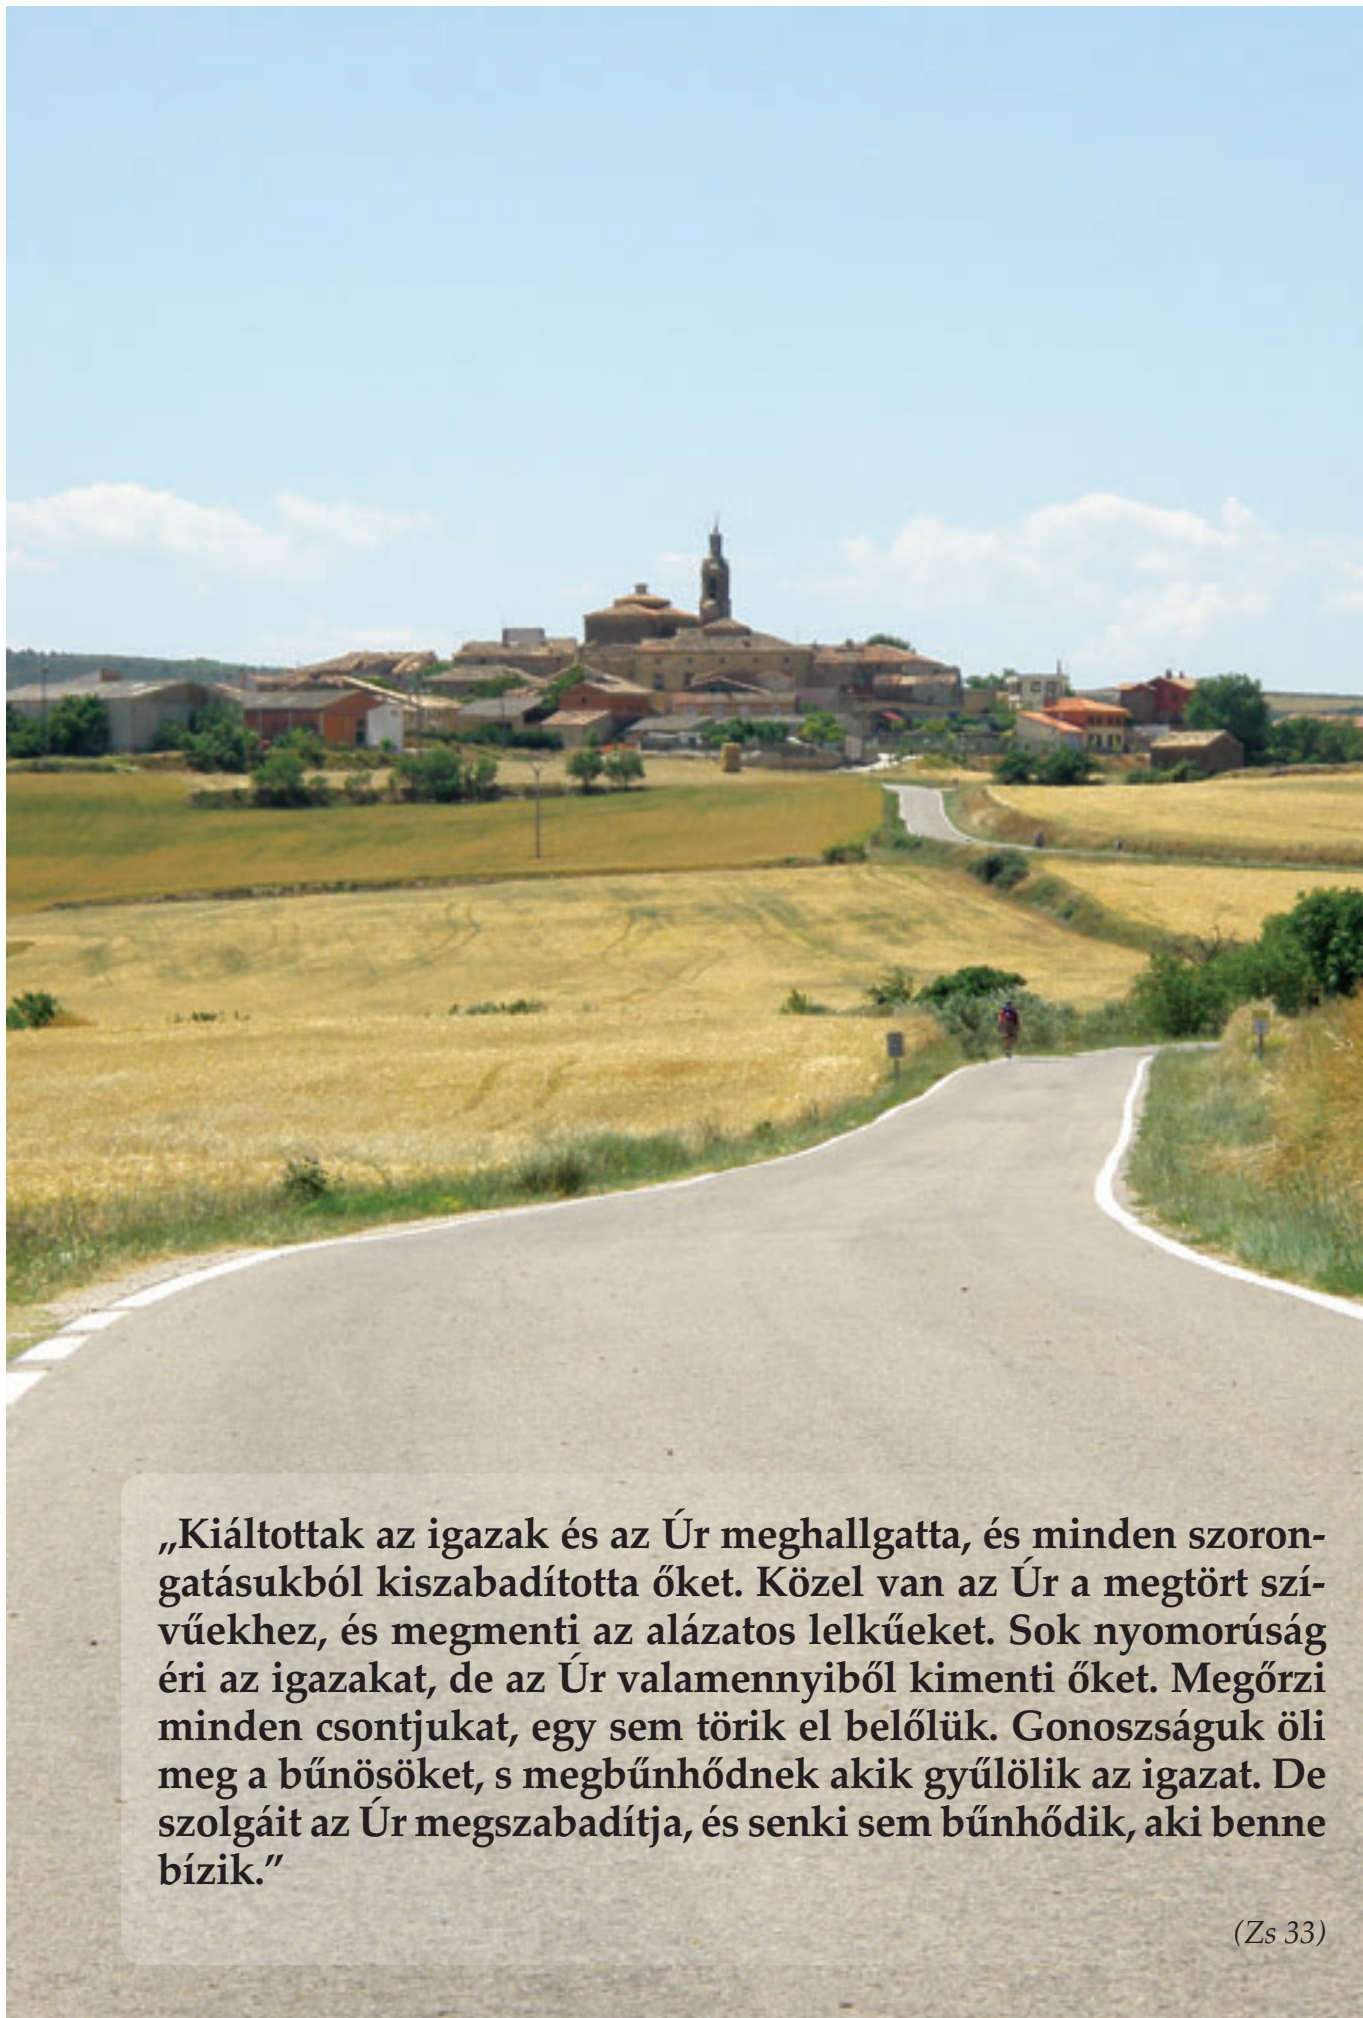 „Kiáltottak az igazak és az Úr meghallgatta, és minden szoron-
gatásukból kiszabadította őket. Közel van az Úr a megtört szí-
vűekhez, és megmenti az alázatos lelkűeket. Sok nyomorúság
éri az igazakat, de az Úr valamennyiből kimenti őket. Megőrzi
minden csontjukat, egy sem törik el belőlük. Gonoszságuk öli
meg a bűnösöket, s megbűnhődnek akik gyűlölik az igazat. De
szolgáit az Úr megszabadítja, és senki sem bűnhődik, aki benne
bízik.”
(Zs 33)